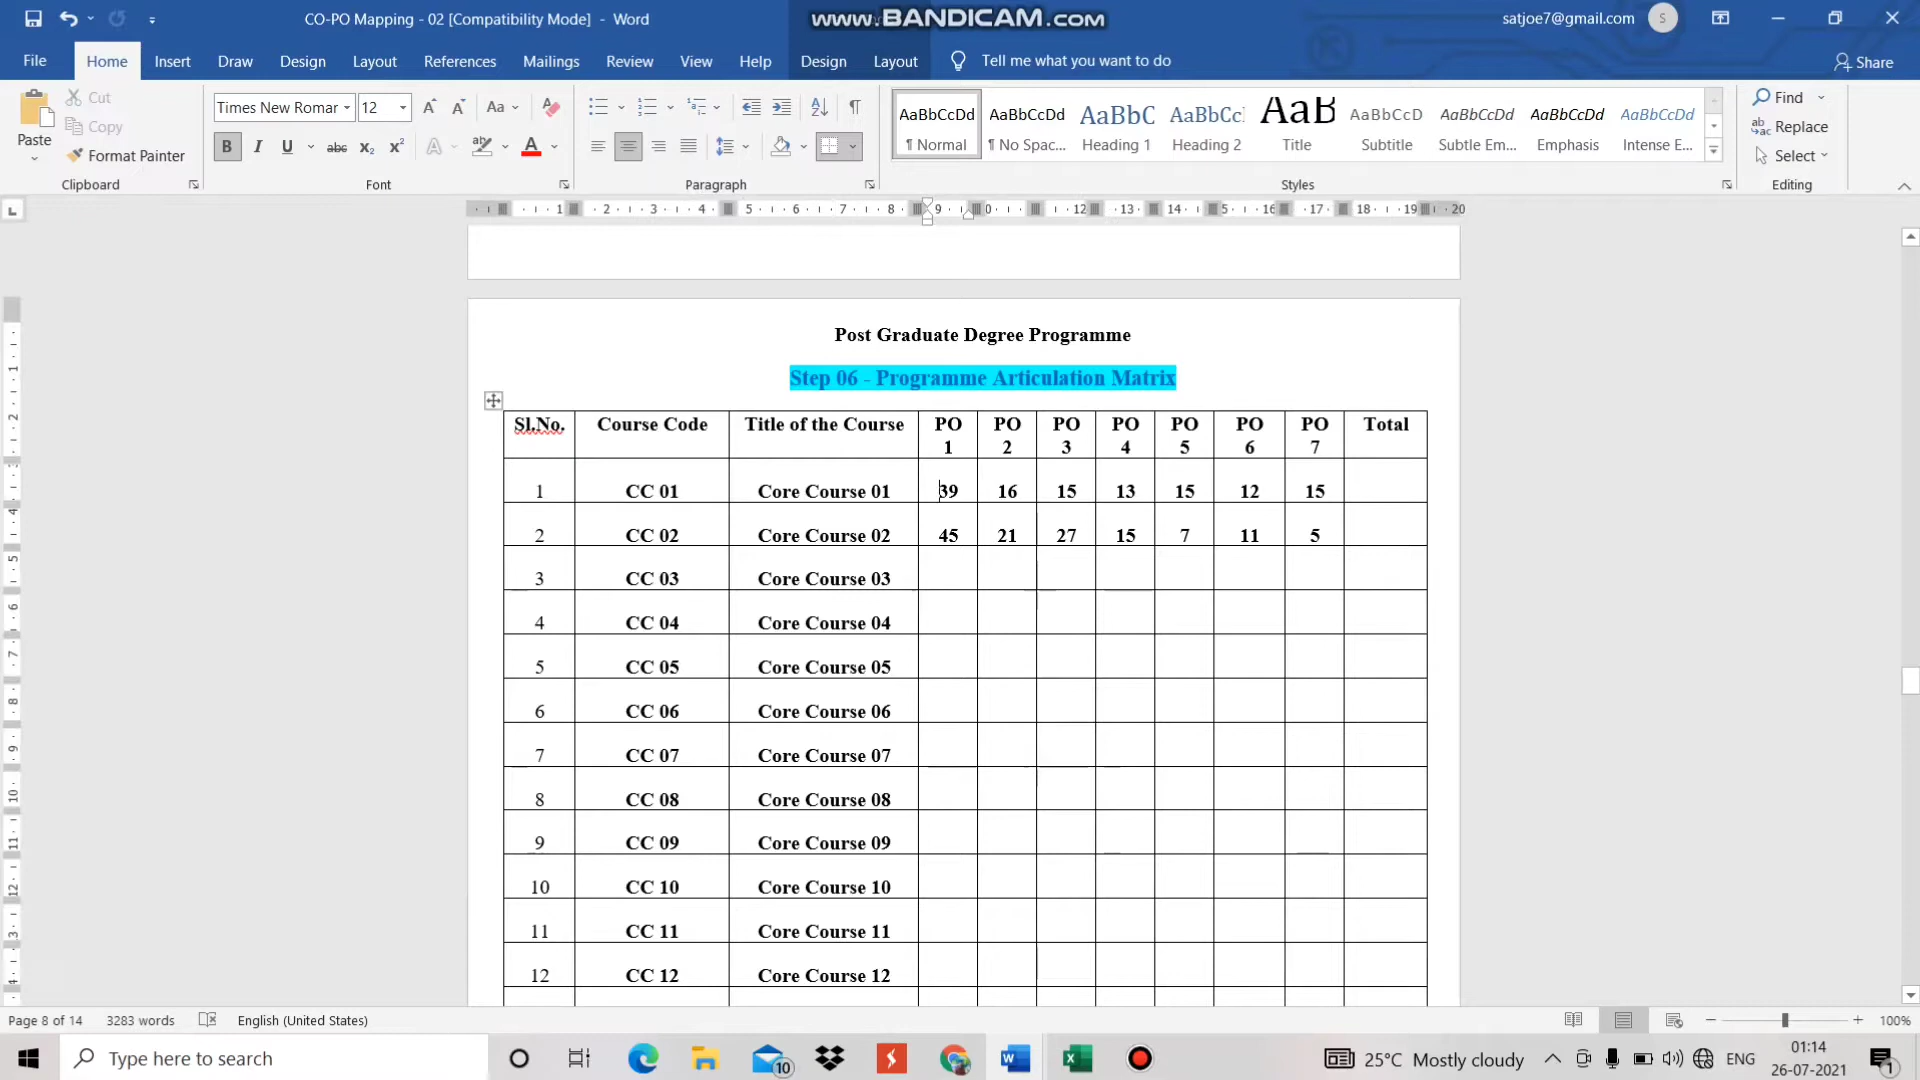 CO-PO Mapping - 02 [Compatibility Mode] - Word
www.BANDICAM.com
satjoe7@gmail.com
S
File Home Insert Draw Design Layout References Mailings Review View Help Design Layout Tell me what you want to do Share
Paste
Cut
Copy
Format Painter
Clipboard
Times New Romar 12
Font
Paragraph
AaBbCcDd
¶ Normal
AaBbCcDd
¶ No Spac...
AaBbC
Heading 1
AaBbCc
Heading 2
AaB
Title
AaBbCcD
Subtitle
AaBbCcDd
Subtle Em...
AaBbCcDd
Emphasis
AaBbCcDd
Intense E...
Styles
Find
Replace
Select
Editing
Post Graduate Degree Programme
Step 06 - Programme Articulation Matrix
Sl.No. Course Code Title of the Course PO 1 PO 2 PO 3 PO 4 PO 5 PO 6 PO 7 Total
1 CC 01 Core Course 01 39 16 15 13 15 12 15
2 CC 02 Core Course 02 45 21 27 15 7 11 5
3 CC 03 Core Course 03
4 CC 04 Core Course 04
5 CC 05 Core Course 05
6 CC 06 Core Course 06
7 CC 07 Core Course 07
8 CC 08 Core Course 08
9 CC 09 Core Course 09
10 CC 10 Core Course 10
11 CC 11 Core Course 11
12 CC 12 Core Course 12
Page 8 of 14 3283 words English (United States) 100%
Type here to search
10
25°C Mostly cloudy
ENG
01:14
26-07-2021
1